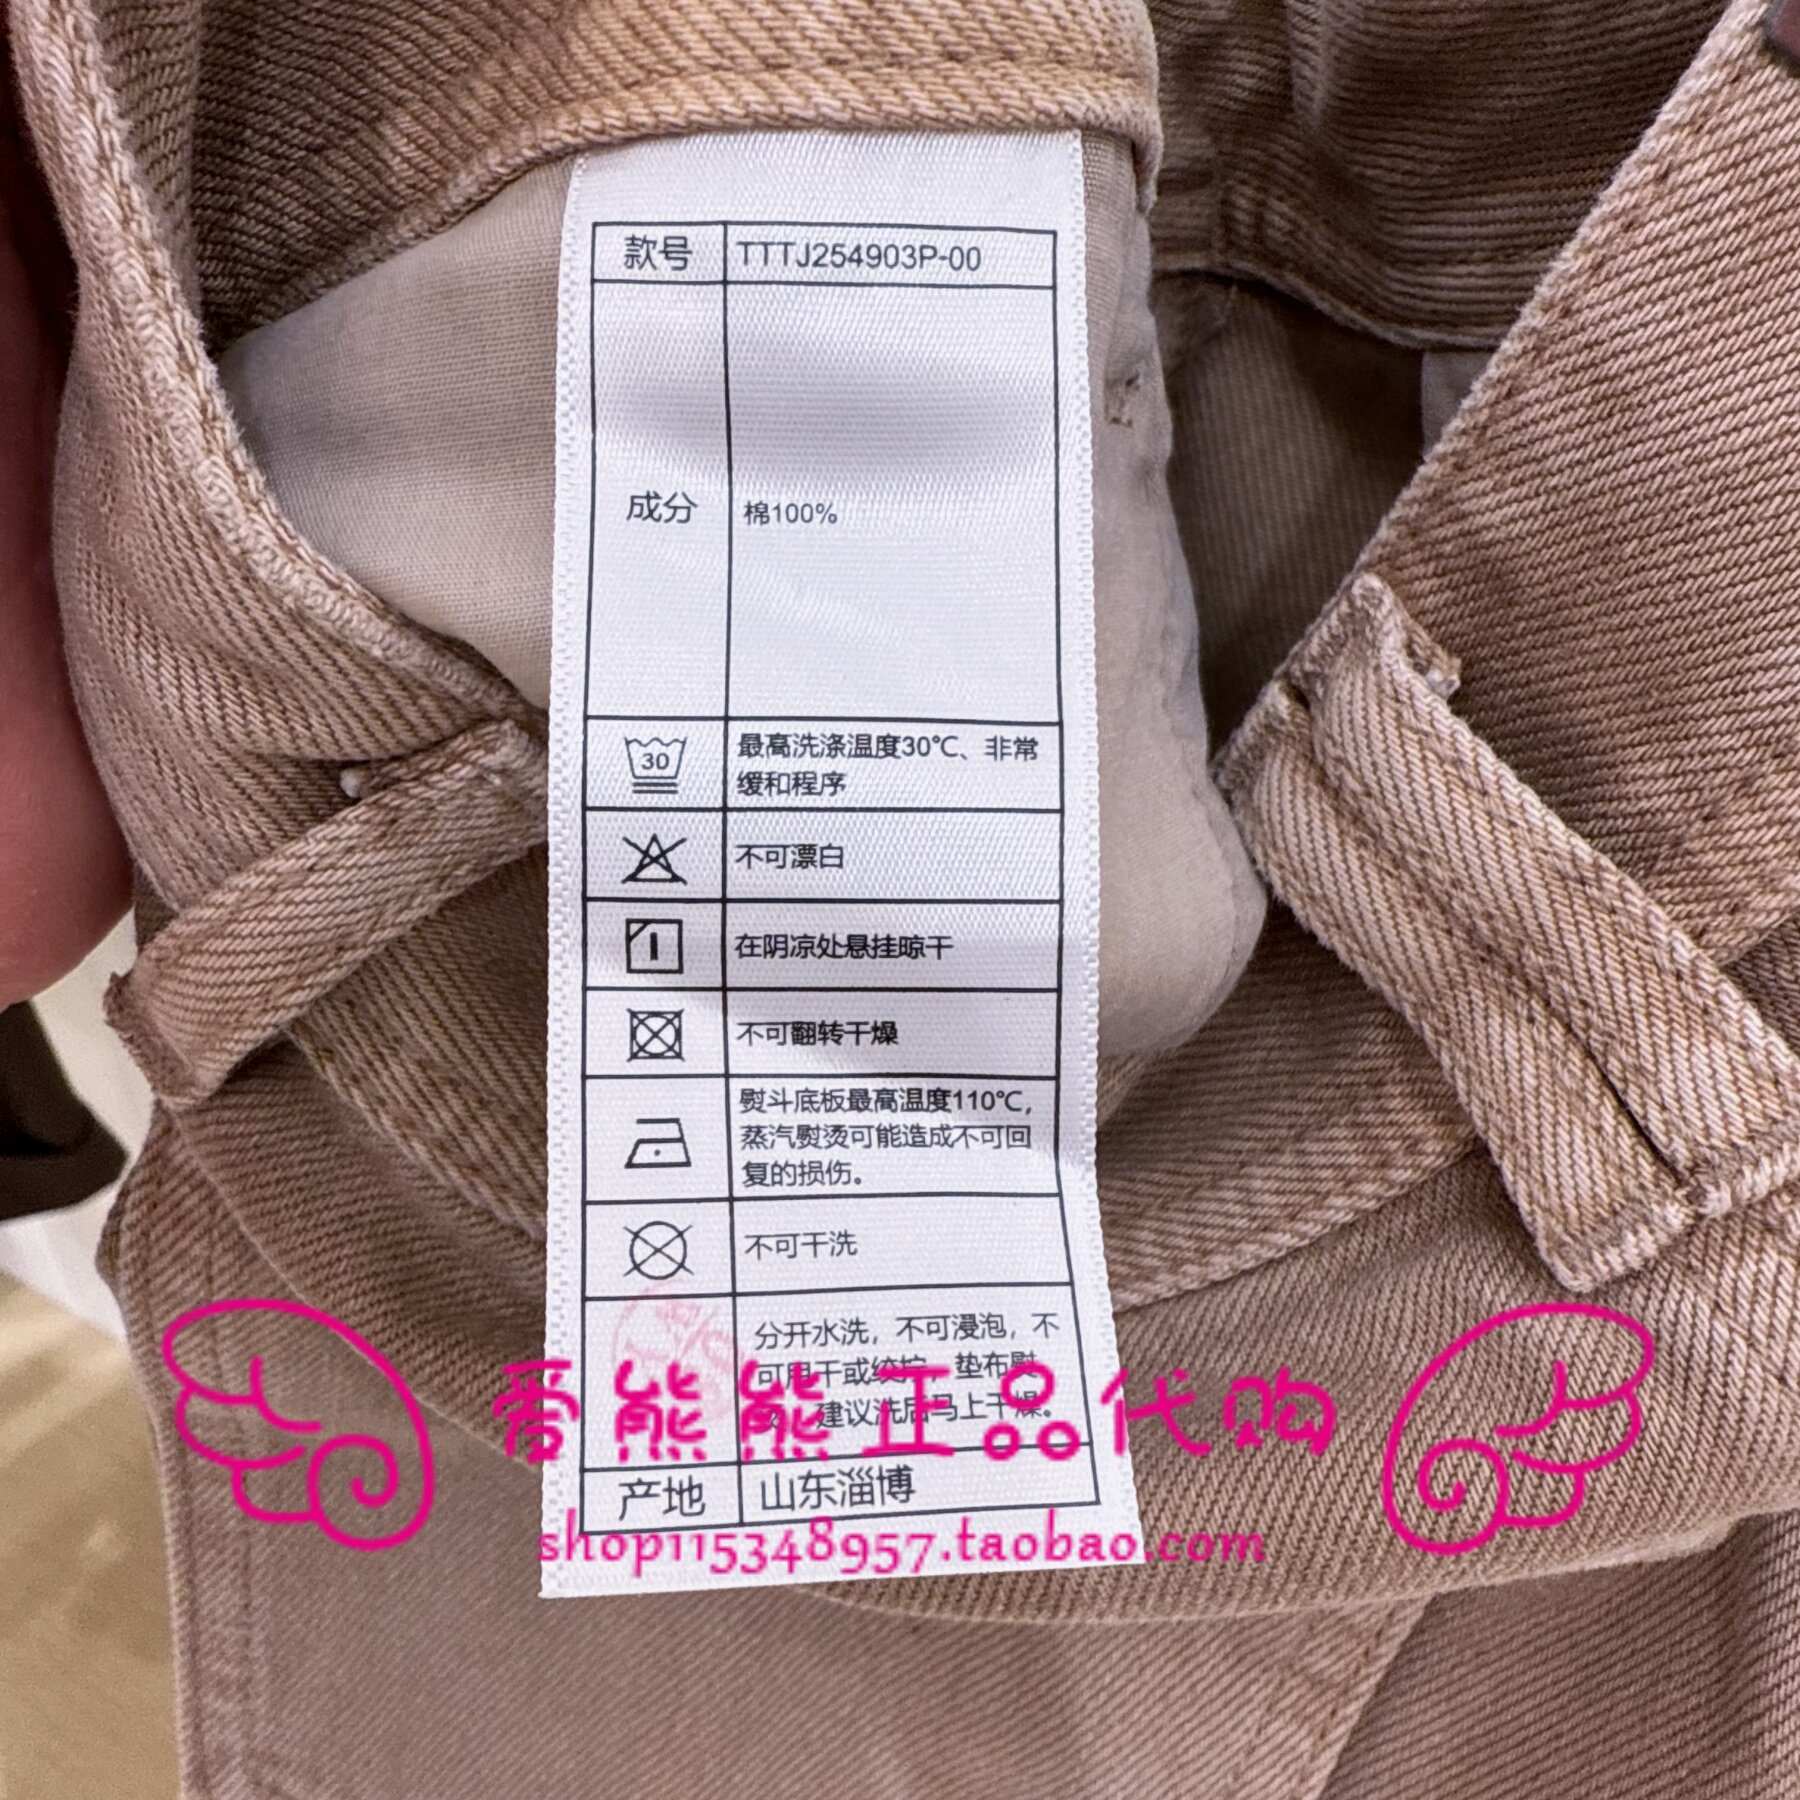 款号 TTTJ254903P-00
成分 棉100%
30 最高洗涤温度30℃、非常
缓和程序
不可漂白
在阴凉处悬挂晾干
不可翻转干燥
熨斗底板最高温度110℃，
蒸汽熨烫可能造成不可回
复的损伤。
不可干洗
分开水洗，不可浸泡，不
可甩干或绞拧，垫布熨
建议洗后马上干燥。
爱熊熊正品代购
产地 山东淄博
shop115348957.taobao.com